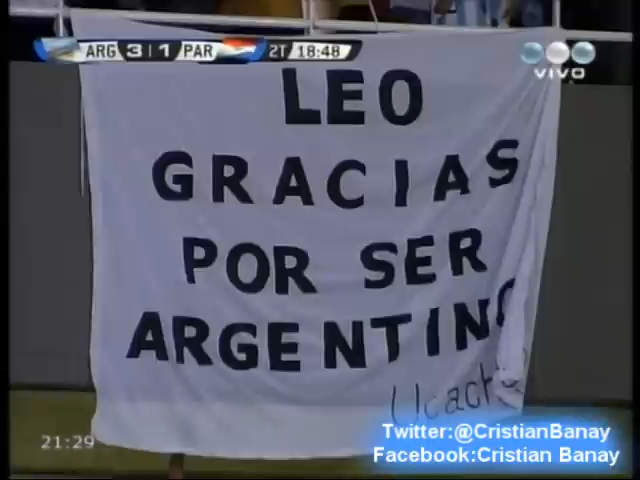 ARG 3 | 1 PAR 2T 18:48
VIVO
LEO
GRACIAS
POR SER
ARGENTINO
21:29
Twitter:@CristianBanay
Facebook:Cristian Banay